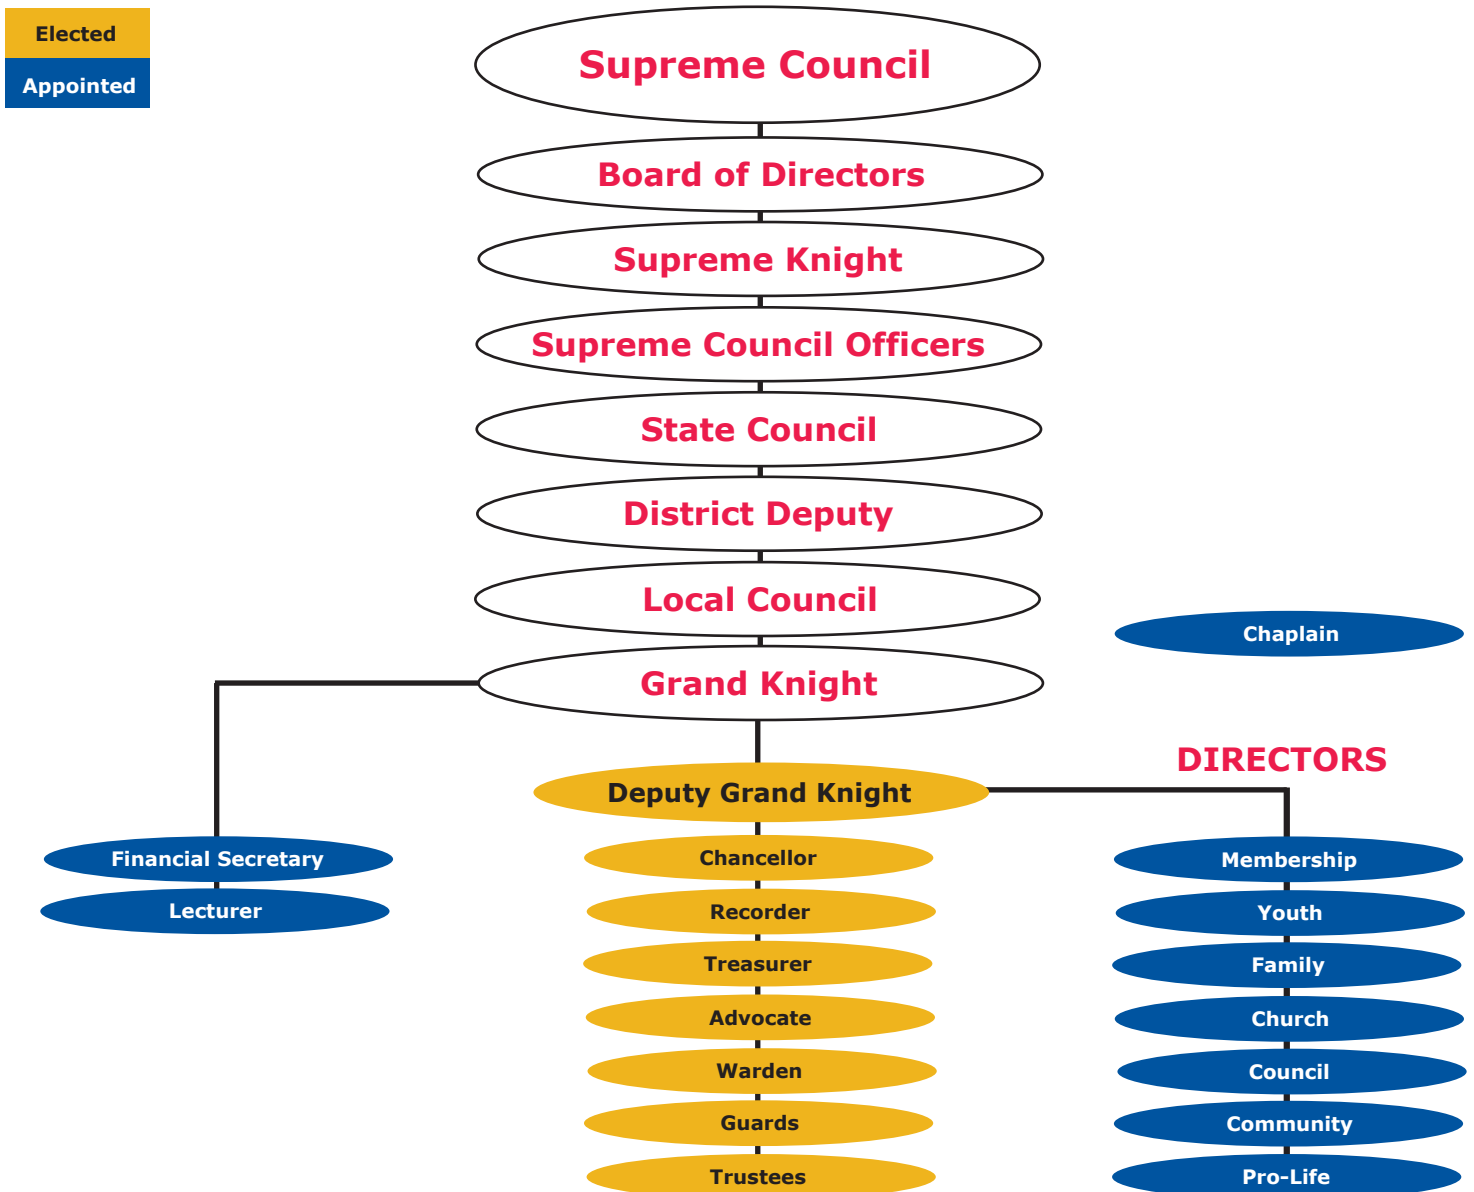 Elected
Appointed
Supreme Council
Board of Directors
Supreme Knight
Supreme Council Officers
State Council
District Deputy
Local Council
Chaplain
Grand Knight
DIRECTORS
Deputy Grand Knight
Financial Secretary
Lecturer
Chancellor
Recorder
Treasurer
Advocate
Warden
Guards
Trustees
Membership
Youth
Family
Church
Council
Community
Pro-Life